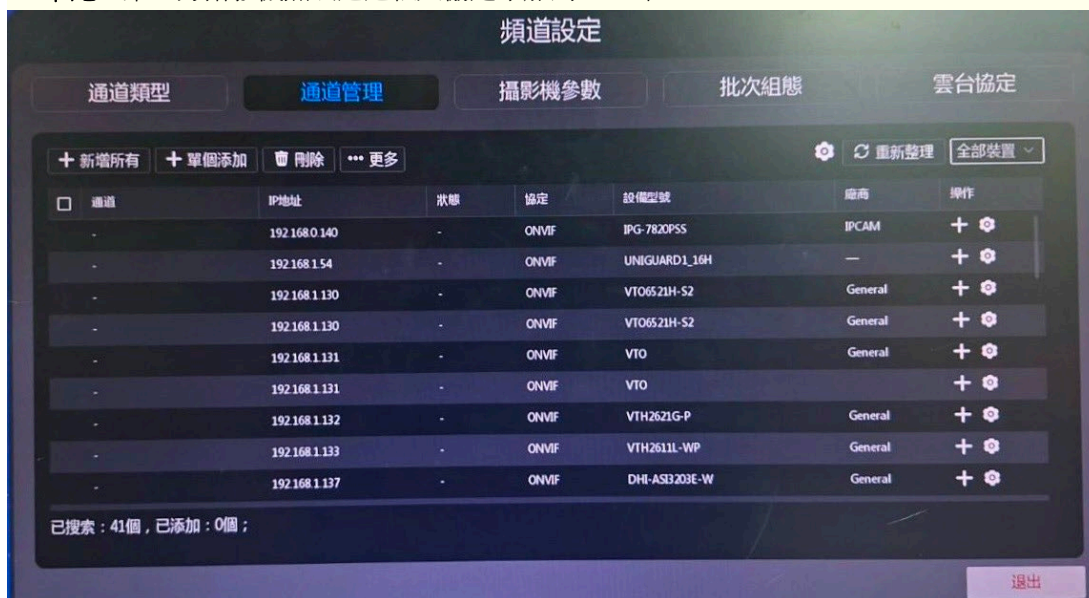 頻道設定
通道類型 通道管理 攝影機參數 批次組態 雲台協定
新增所有 單個添加 刪除 更多 重新整理 全部裝置
通道 IP地址 狀態 協定 設備型號 廠商 操作
- 192.168.0.140 - ONVIF IPG-7820PSS IPCAM
- 192.168.1.54 - ONVIF UNIGUARD1_16H —
- 192.168.1.130 - ONVIF VTO6521H-S2 General
- 192.168.1.130 - ONVIF VTO6521H-S2 General
- 192.168.1.131 - ONVIF VTO General
- 192.168.1.131 - ONVIF VTO
- 192.168.1.132 - ONVIF VTH2621G-P General
- 192.168.1.133 - ONVIF VTH2611L-WP General
- 192.168.1.137 - ONVIF DHI-ASI3203E-W General
已搜索：41個，已添加：0個；
退出